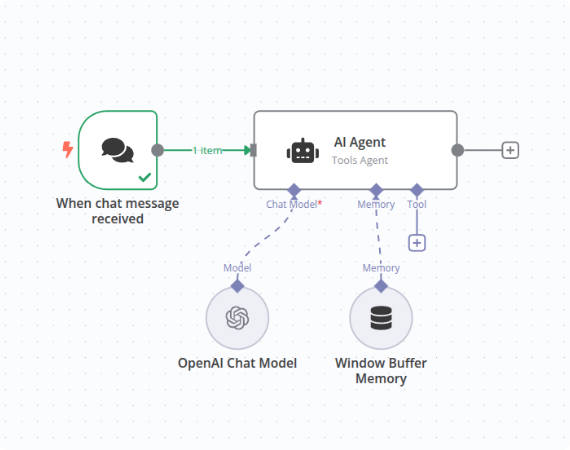 1 item
AI Agent
Tools Agent
When chat message
received
Chat Model*
Memory
Tool
Model
Memory
OpenAI Chat Model
Window Buffer
Memory